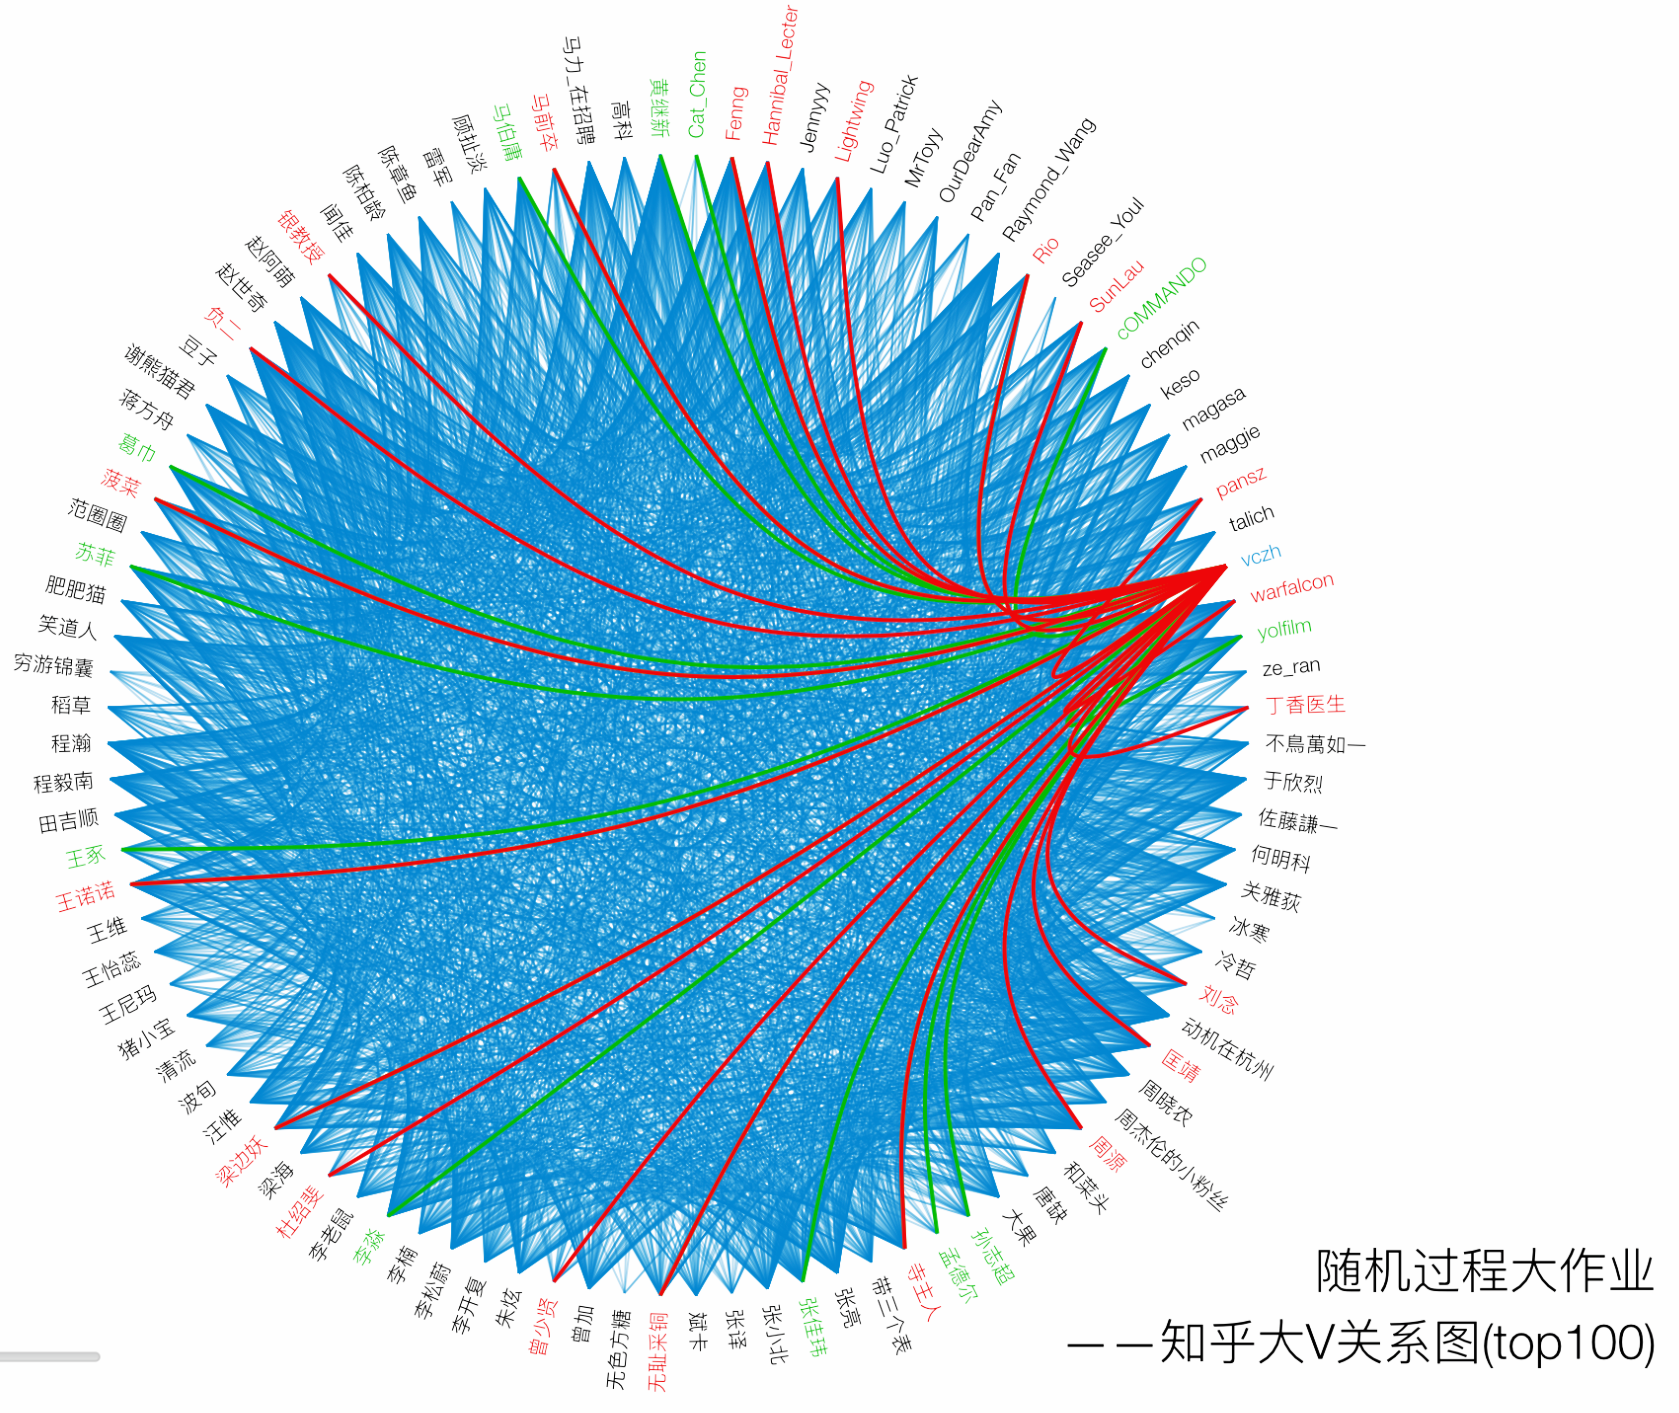 马力_在招聘
高科
黄继新
Cat_Chen
Fenng
Hannibal_Lecter
Jennyyy
Lightwing
Luo_Patrick
MrToyy
OurDearAmy
Pan_Fan
Raymond_Wang
Rio
Seasee_Youl
SunLau
cOMMANDO
chenqin
keso
magasa
maggie
pansz
talich
vczh
warfalcon
yolfilm
ze_ran
丁香医生
不鳥萬如一
于欣烈
佐藤謙一
何明科
关雅荻
冰寒
冷哲
刘念
动机在杭州
匡靖
周晓农
周杰伦的小粉丝
周源
和菜头
唐缺
大果
孙志超
孟德尔
寺主人
带三个表
张亮
张佳玮
张小北
张译
斌卡
无耻采铜
无色方糖
曾加
曾少贤
朱炫
李开复
李松蔚
李楠
李淼
李老鼠
杜绍斐
梁海
梁边妖
汪惟
波旬
清流
猪小宝
王尼玛
王怡蕊
王维
王诺诺
王豖
田吉顺
程毅南
程瀚
稻草
穷游锦囊
笑道人
肥肥猫
苏菲
范圈圈
菠菜
葛巾
蒋方舟
谢熊猫君
豆子
负二
赵世奇
赵阿萌
银教授
闻佳
陈柏龄
陈章鱼
雷军
顾扯淡
马伯庸
马前卒
随机过程大作业
——知乎大V关系图(top100)